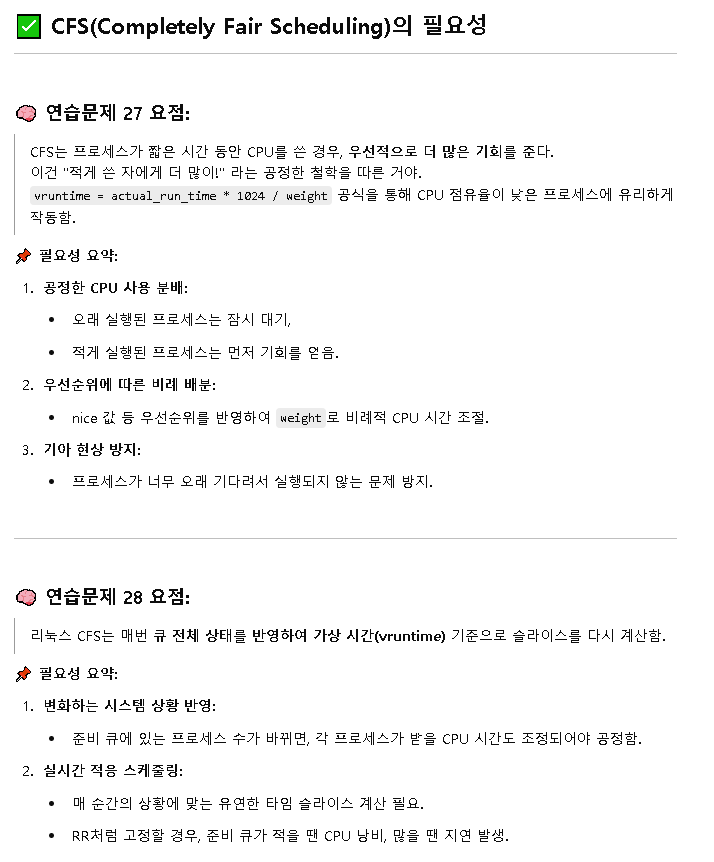 ✅ CFS(Completely Fair Scheduling)의 필요성
🧠 연습문제 27 요점:
CFS는 프로세스가 짧은 시간 동안 CPU를 쓴 경우, 우선적으로 더 많은 기회를 준다.
이건 "적게 쓴 자에게 더 많이!" 라는 공정한 철학을 따른 거야.
vruntime = actual_run_time * 1024 / weight 공식을 통해 CPU 점유율이 낮은 프로세스에 유리하게
작동함.
📌 필요성 요약:
1. 공정한 CPU 사용 분배:
• 오래 실행된 프로세스는 잠시 대기,
• 적게 실행된 프로세스는 먼저 기회를 얻음.
2. 우선순위에 따른 비례 배분:
• nice 값 등 우선순위를 반영하여 weight로 비례적 CPU 시간 조절.
3. 기아 현상 방지:
• 프로세스가 너무 오래 기다려서 실행되지 않는 문제 방지.
🧠 연습문제 28 요점:
리눅스 CFS는 매번 큐 전체 상태를 반영하여 가상 시간(vruntime) 기준으로 슬라이스를 다시 계산함.
📌 필요성 요약:
1. 변화하는 시스템 상황 반영:
• 준비 큐에 있는 프로세스 수가 바뀌면, 각 프로세스가 받을 CPU 시간도 조정되어야 공정함.
2. 실시간 적응 스케줄링:
• 매 순간의 상황에 맞는 유연한 타임 슬라이스 계산 필요.
• RR처럼 고정할 경우, 준비 큐가 적을 땐 CPU 낭비, 많을 땐 지연 발생.